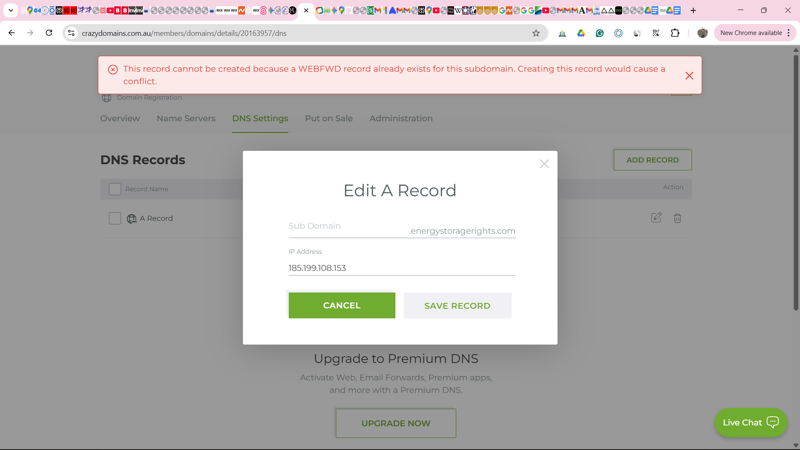 New Chrome available
crazydomains.com.au/members/domains/details/20163957/dns
This record cannot be created because a WEBFWD record already exists for this subdomain. Creating this record would cause a
conflict.
Domain Registration
Overview
Name Servers
DNS Settings
Put on Sale
Administration
DNS Records
ADD RECORD
Record Name
Action
A Record
Edit A Record
Sub Domain
.energystoragerights.com
IP Address
185.199.108.153
CANCEL
SAVE RECORD
Upgrade to Premium DNS
Activate Web, Email Forwards, Premium apps,
and more with a Premium DNS.
UPGRADE NOW
Live Chat